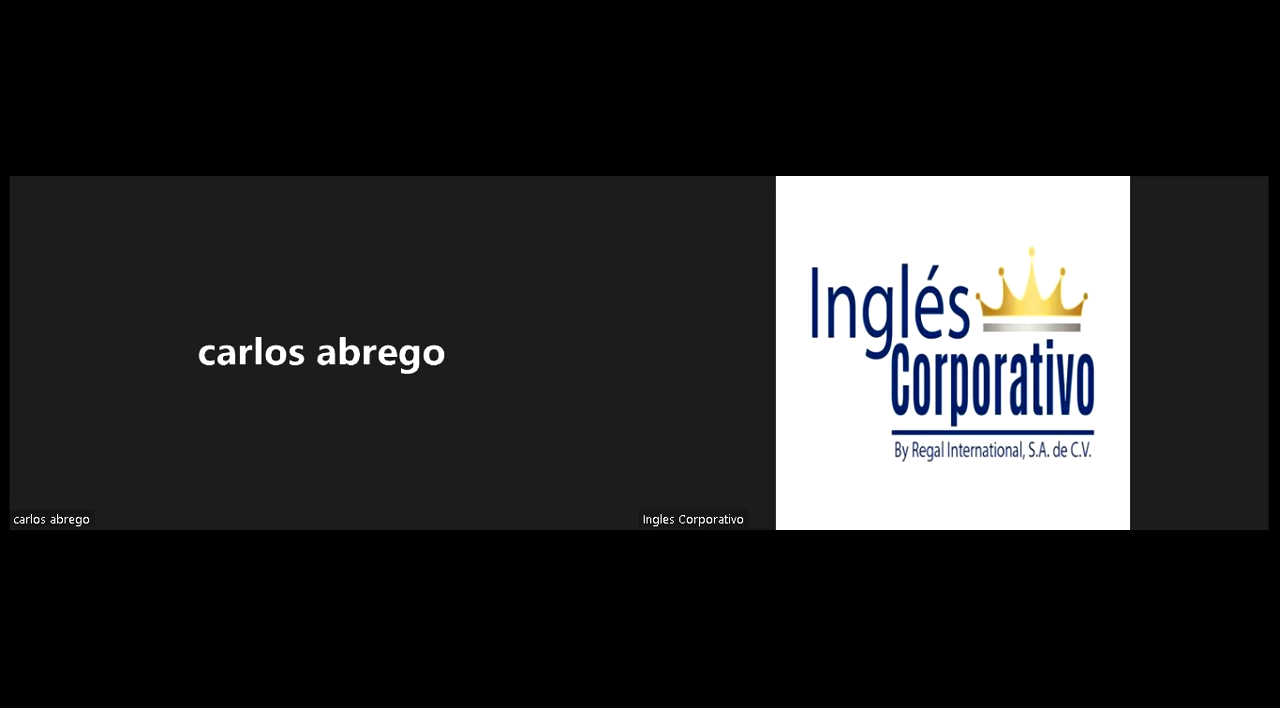 carlos abrego
carlos abrego
Ingles Corporativo
Inglés
Corporativo
By Regal International, S.A. de C.V.